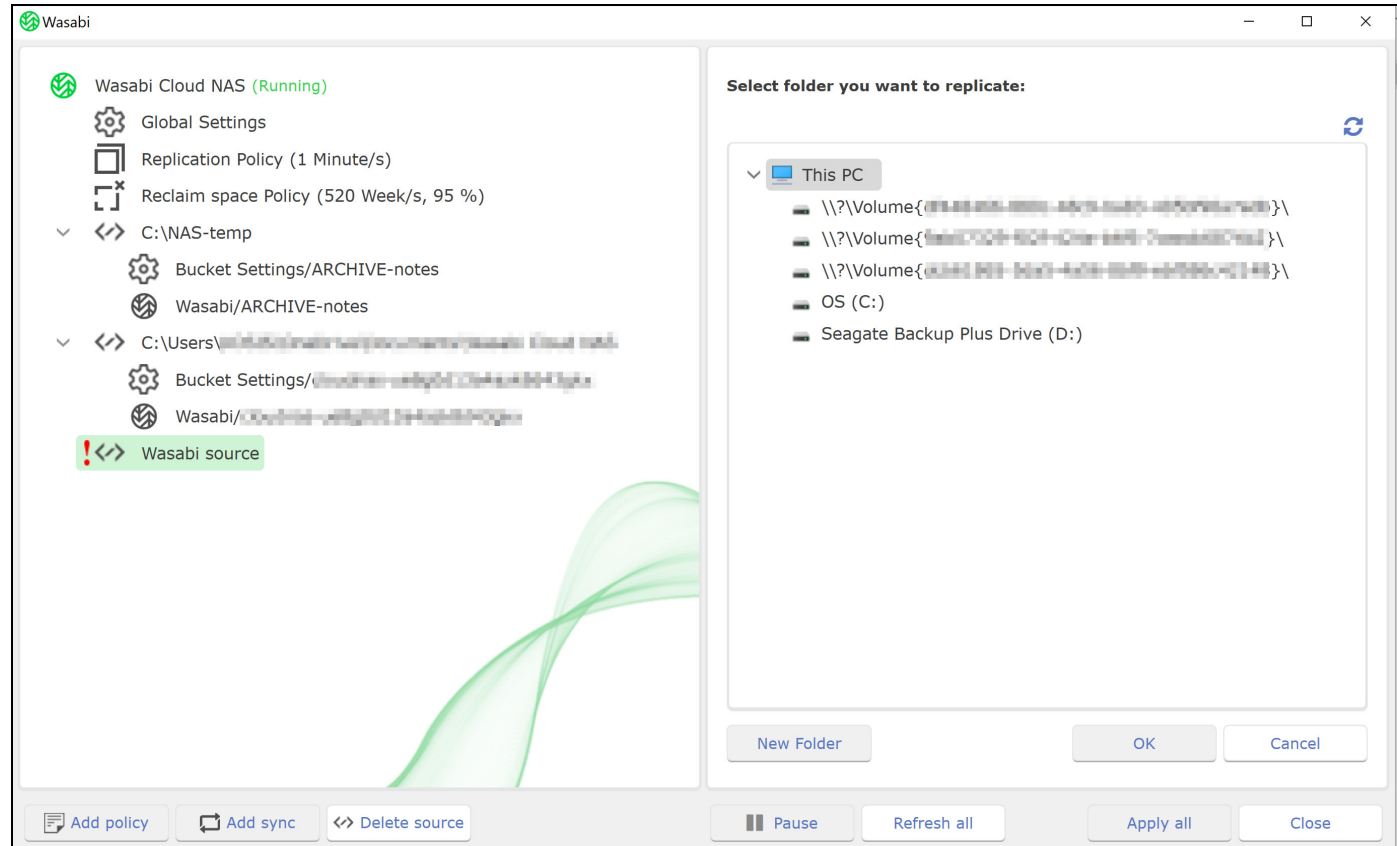 Wasabi
Wasabi Cloud NAS (Running)
Global Settings
Replication Policy (1 Minute/s)
Reclaim space Policy (520 Week/s, 95 %)
C:\NAS-temp
Bucket Settings/ARCHIVE-notes
Wasabi/ARCHIVE-notes
C:\Users\
Bucket Settings/
Wasabi/
Wasabi source
Add policy
Add sync
Delete source
Select folder you want to replicate:
This PC
\\?\Volume{ }\
\\?\Volume{ }\
\\?\Volume{ }\
OS (C:)
Seagate Backup Plus Drive (D:)
New Folder
OK
Cancel
Pause
Refresh all
Apply all
Close